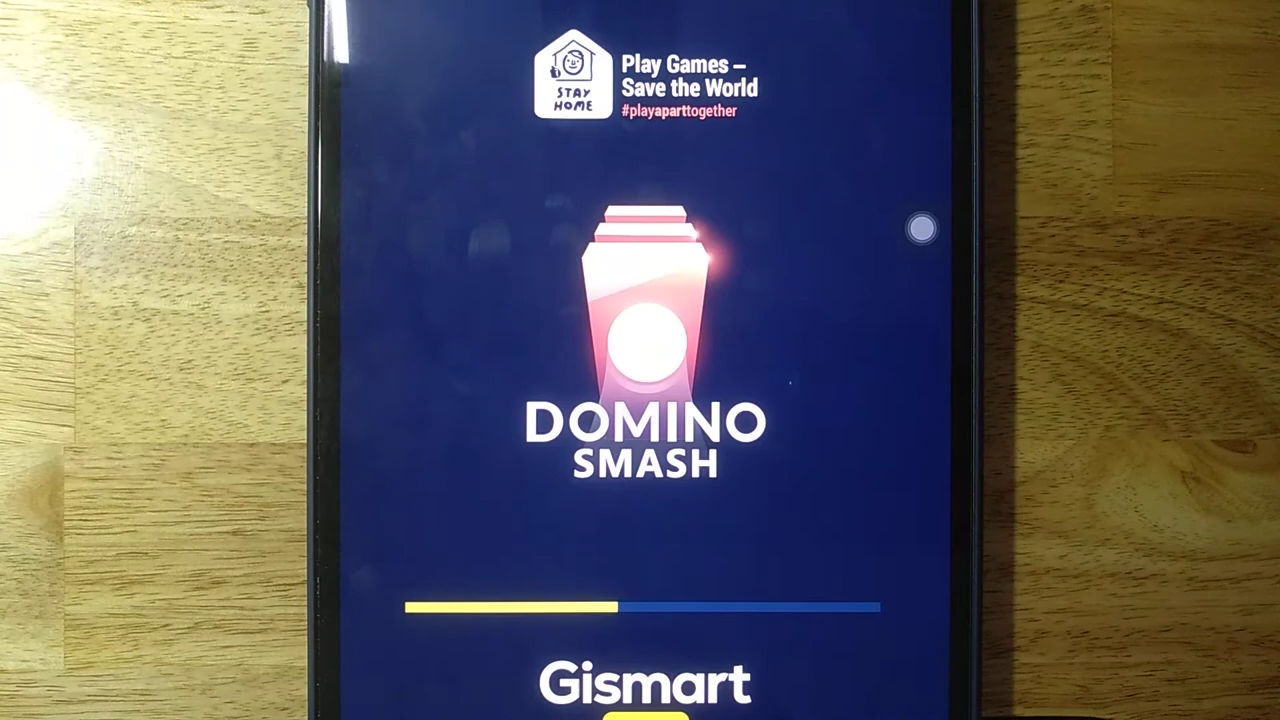 STAY
HOME
Play Games –
Save the World
#playaparttogether
DOMINO
SMASH
Gismart